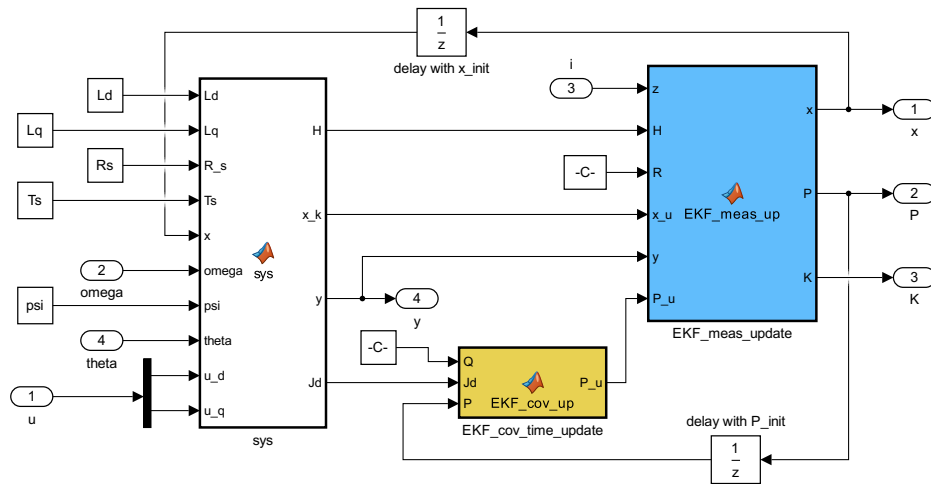 1
z
delay with x_init
i
3
Ld
Lq
Rs
Ts
2
omega
psi
4
theta
1
u
Ld
Lq
R_s
Ts
x
omega
psi
theta
u_d
u_q
sys
H
x_k
y
Jd
sys
-C-
4
y
-C-
Q
Jd
P
EKF_cov_up
P_u
EKF_cov_time_update
z
H
R
x_u
y
P_u
EKF_meas_up
x
P
K
EKF_meas_update
1
x
2
P
3
K
delay with P_init
1
z